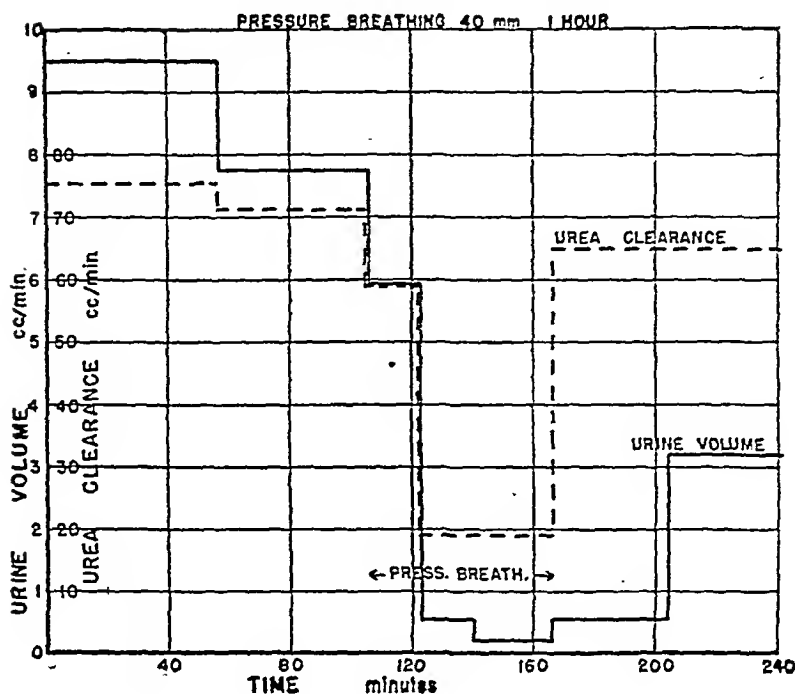 PRESSURE BREATHING 40 mm 1 HOUR
10
9
8 80
7 70
6 60
5 50
4 40
3 30
2 20
1 10
0
URINE VOLUME cc/min.
UREA CLEARANCE cc/min
UREA CLEARANCE
URINE VOLUME
←PRESS. BREATH.→
40 80 120 160 200 240
TIME minutes